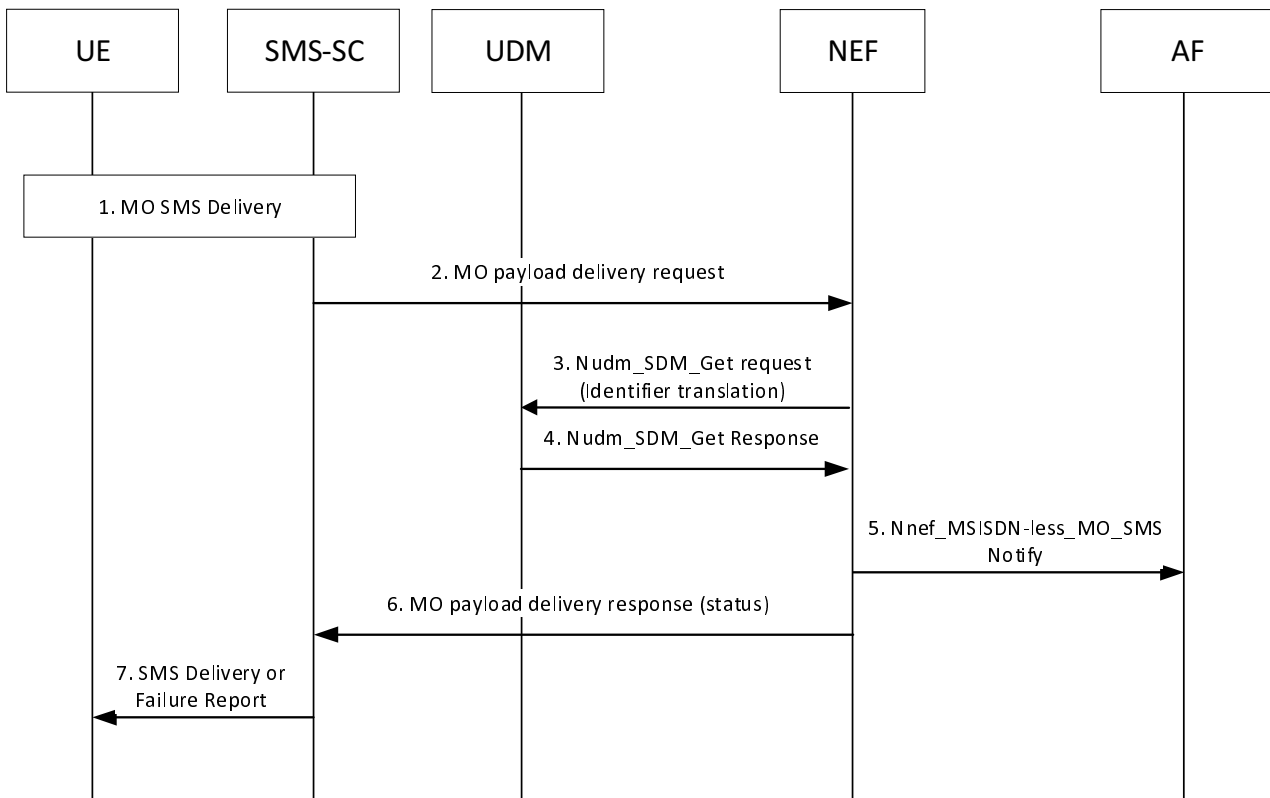 UE
SMS-SC
UDM
NEF
AF
1. MO SMS Delivery
2. MO payload delivery request
3. Nudm_SDM_Get request
(Identifier translation)
4. Nudm_SDM_Get Response
5. Nnef_MSISDN-less_MO_SMS
Notify
6. MO payload delivery response (status)
7. SMS Delivery or
Failure Report